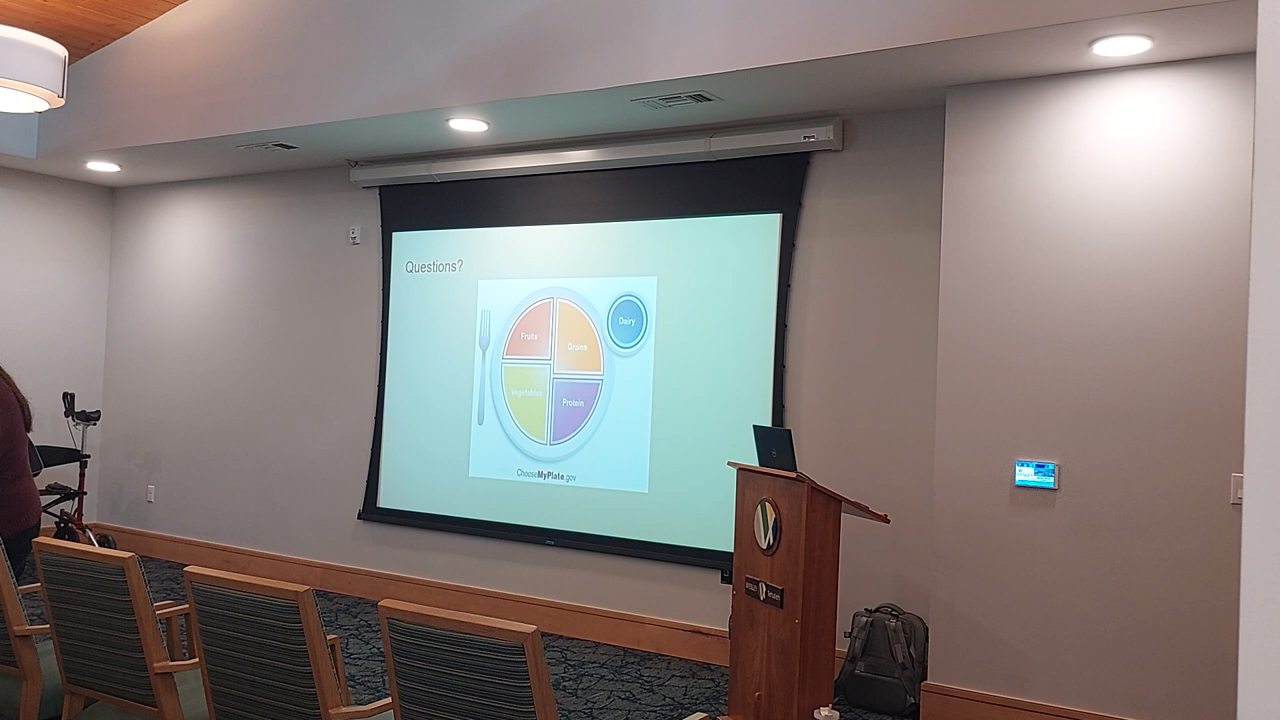 Questions?
Fruits
Grains
Dairy
Vegetables
Protein
ChooseMyPlate.gov